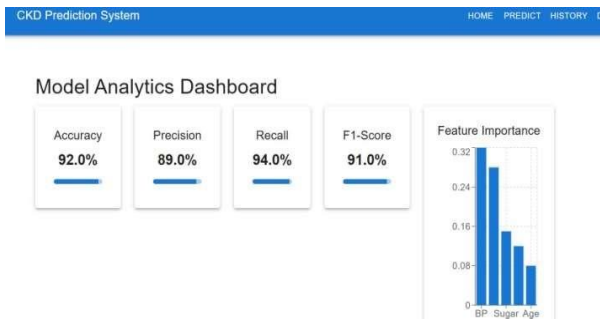 CKD Prediction System
HOME PREDICT HISTORY
Model Analytics Dashboard
Accuracy
92.0%
Precision
89.0%
Recall
94.0%
F1-Score
91.0%
Feature Importance
0.32
0.24
0.16
0.08
0
BP Sugar Age